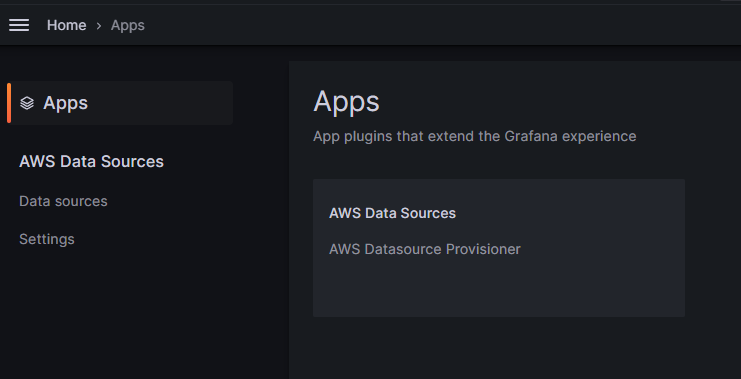 Home › Apps
Apps
AWS Data Sources
Data sources
Settings
Apps
App plugins that extend the Grafana experience
AWS Data Sources
AWS Datasource Provisioner